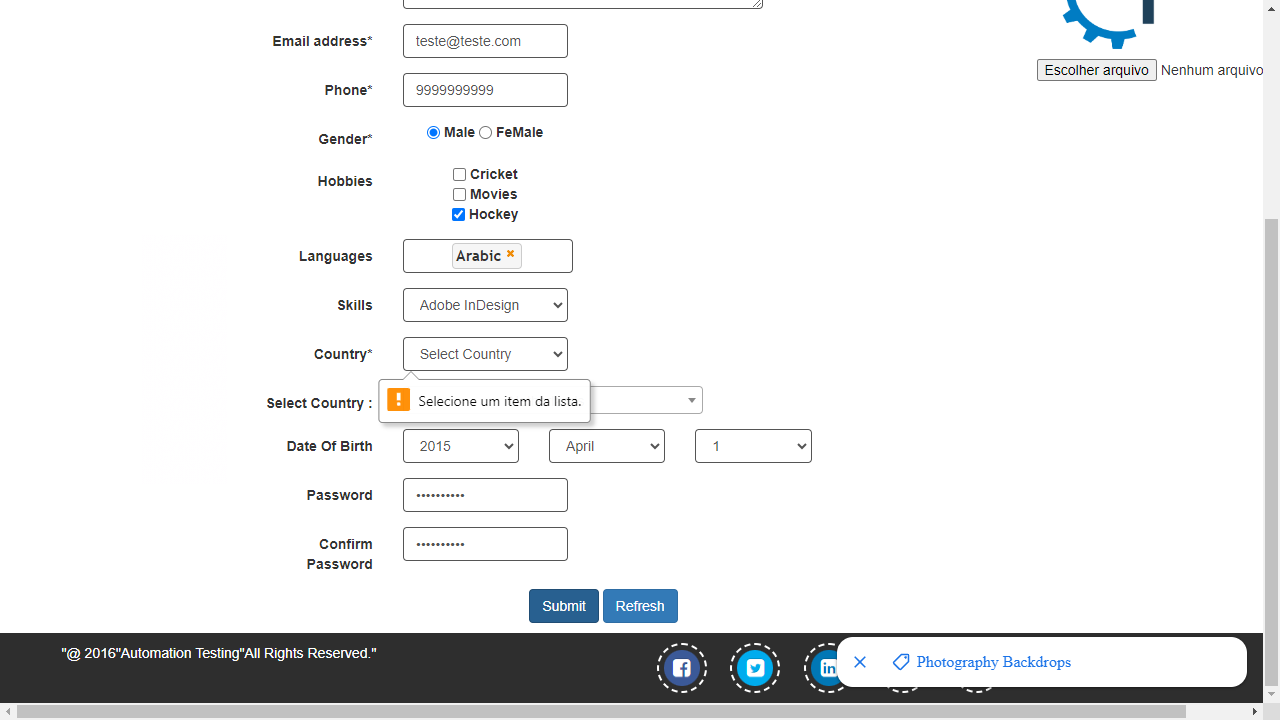 Email address*
teste@teste.com
Escolher arquivo Nenhum arquivo
Phone*
9999999999
Gender*
Male FeMale
Hobbies
Cricket
Movies
Hockey
Languages
Arabic
Skills
Adobe InDesign
Country*
Select Country
Select Country :
Selecione um item da lista.
Date Of Birth
2015 April 1
Password
••••••••••
Confirm
Password
••••••••••
Submit Refresh
"@ 2016"Automation Testing"All Rights Reserved."
Photography Backdrops